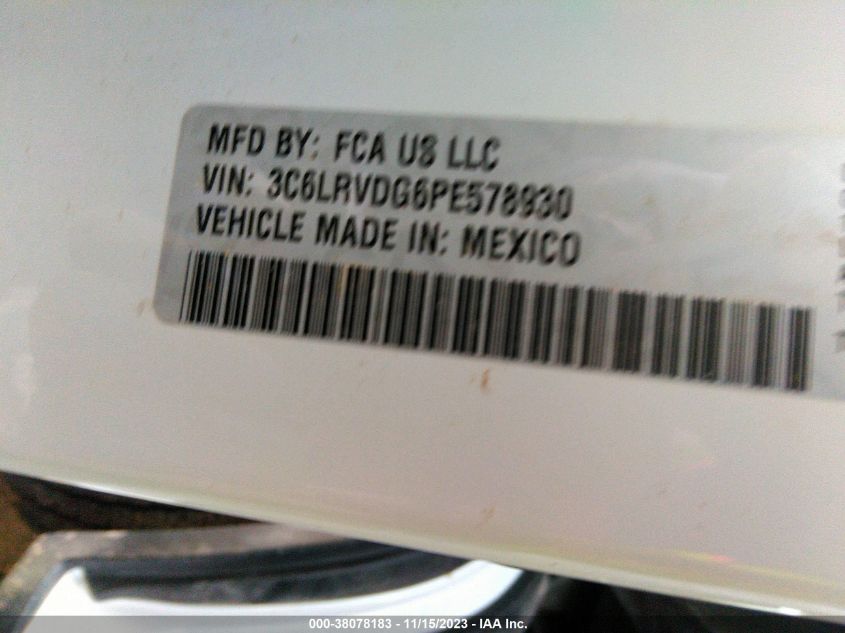 MFD BY: FCA US LLC
VIN: 3C6LRVDG6PE578930
VEHICLE MADE IN: MEXICO
000-38078183 - 11/15/2023 - IAA Inc.